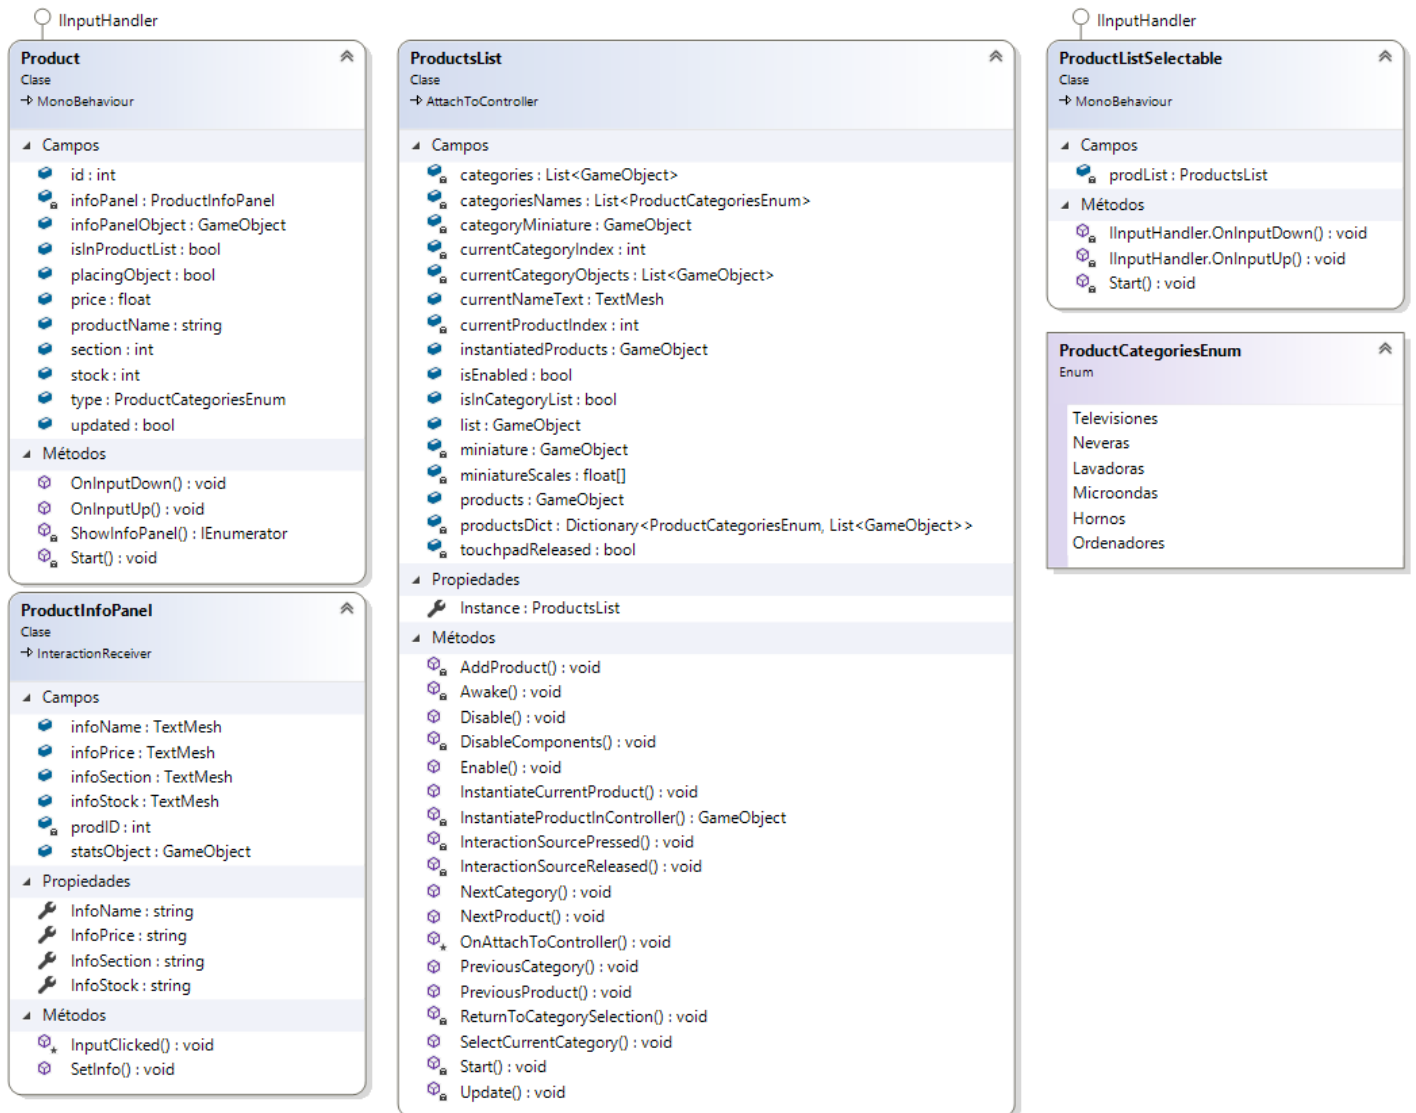 IInputHandler
Product
Clase
MonoBehaviour
Campos
id : int
infoPanel : ProductInfoPanel
infoPanelObject : GameObject
isInProductList : bool
placingObject : bool
price : float
productName : string
section : int
stock : int
type : ProductCategoriesEnum
updated : bool
Métodos
OnInputDown() : void
OnInputUp() : void
ShowInfoPanel() : IEnumerator
Start() : void
ProductInfoPanel
Clase
InteractionReceiver
Campos
infoName : TextMesh
infoPrice : TextMesh
infoSection : TextMesh
infoStock : TextMesh
prodID : int
statsObject : GameObject
Propiedades
InfoName : string
InfoPrice : string
InfoSection : string
InfoStock : string
Métodos
InputClicked() : void
SetInfo() : void
ProductsList
Clase
AttachToController
Campos
categories : List<GameObject>
categoriesNames : List<ProductCategoriesEnum>
categoryMiniature : GameObject
currentCategoryIndex : int
currentCategoryObjects : List<GameObject>
currentNameText : TextMesh
currentProductIndex : int
instantiatedProducts : GameObject
isEnabled : bool
isInCategoryList : bool
list : GameObject
miniature : GameObject
miniatureScales : float[]
products : GameObject
productsDict : Dictionary<ProductCategoriesEnum, List<GameObject>>
touchpadReleased : bool
Propiedades
Instance : ProductsList
Métodos
AddProduct() : void
Awake() : void
Disable() : void
DisableComponents() : void
Enable() : void
InstantiateCurrentProduct() : void
InstantiateProductInController() : GameObject
InteractionSourcePressed() : void
InteractionSourceReleased() : void
NextCategory() : void
NextProduct() : void
OnAttachToController() : void
PreviousCategory() : void
PreviousProduct() : void
ReturnToCategorySelection() : void
SelectCurrentCategory() : void
Start() : void
Update() : void
IInputHandler
ProductListSelectable
Clase
MonoBehaviour
Campos
prodList : ProductsList
Métodos
IInputHandler.OnInputDown() : void
IInputHandler.OnInputUp() : void
Start() : void
ProductCategoriesEnum
Enum
Televisiones
Neveras
Lavadoras
Microondas
Hornos
Ordenadores